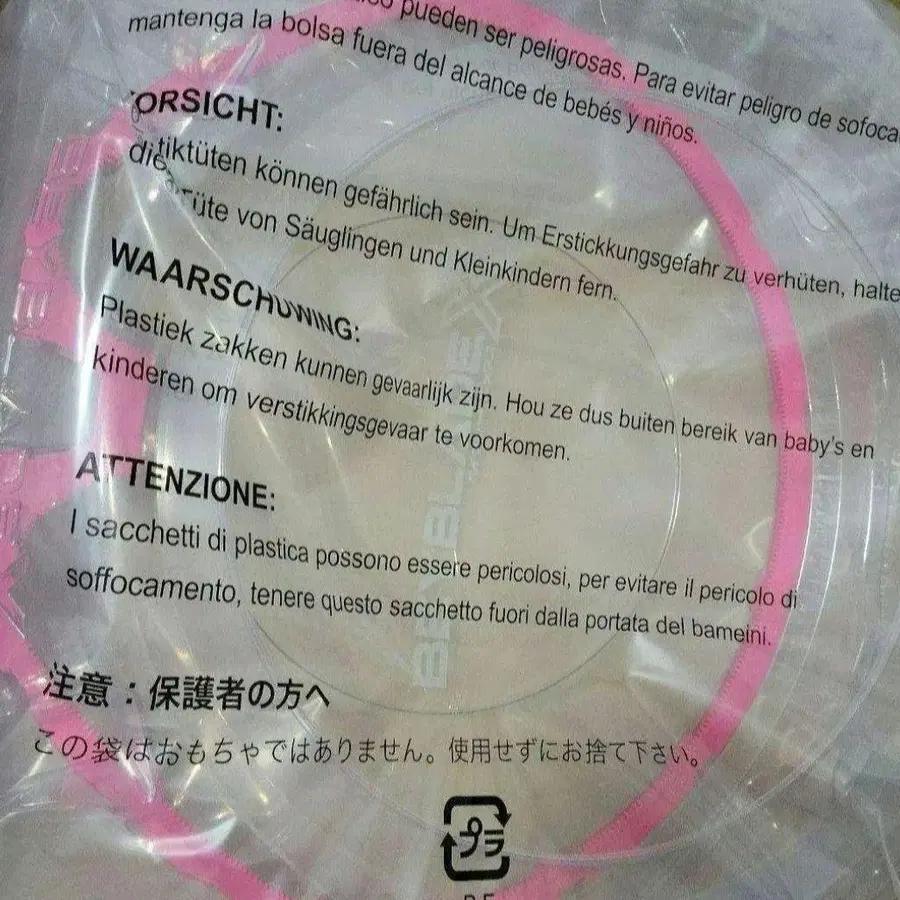 pueden ser peligrosas. Para evitar peligro de sofoca
mantenga la bolsa fuera del alcance de bebés y niños.
ORSICHT:
tiktüten können gefährlich sein. Um Erstickkungsgefahr zu verhüten, halte
die Tüte von Säuglingen und Kleinkindern fern.
WAARSCHUWING:
Plastiek zakken kunnen gevaarlijk zijn. Hou ze dus buiten bereik van baby's en
kinderen om verstikkingsgevaar te voorkomen.
ATTENZIONE:
I sacchetti di plastica possono essere pericolosi, per evitare il pericolo di
soffocamento, tenere questo sacchetto fuori dalla portata del bameini.
注意：保護者の方へ
この袋はおもちゃではありません。使用せずにお捨て下さい。
プラ